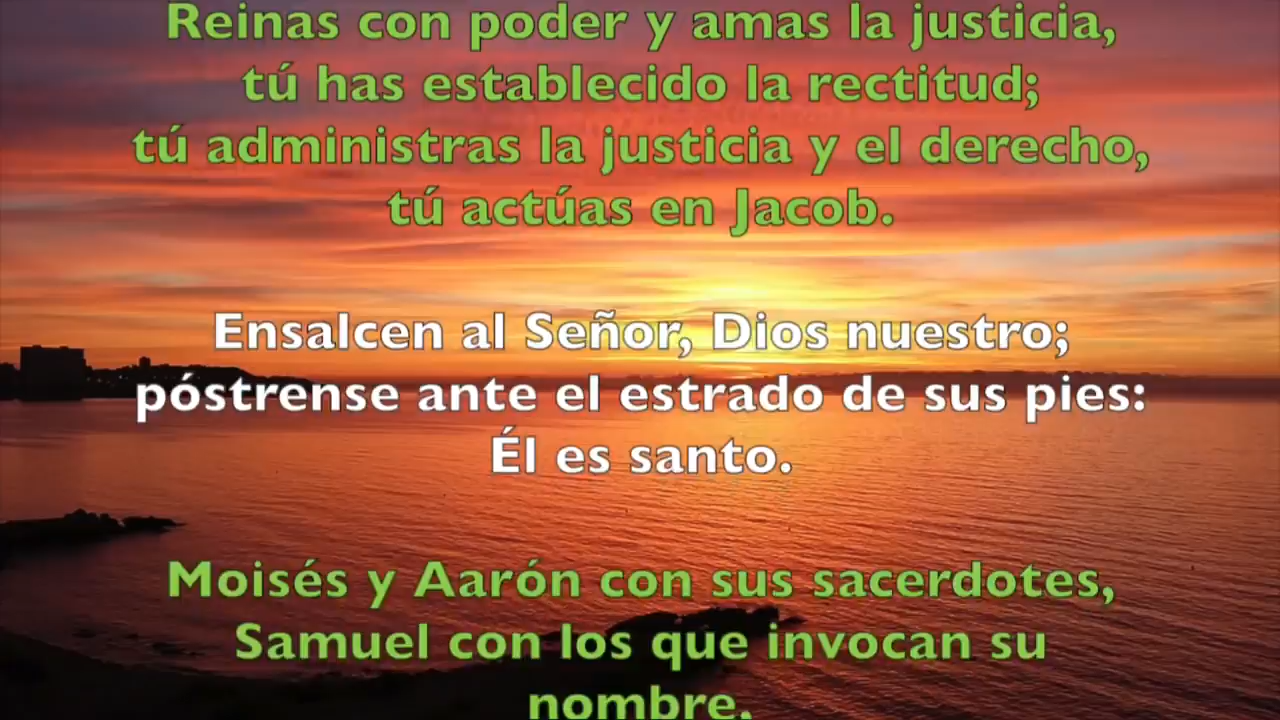 Reinas con poder y amas la justicia,
tú has establecido la rectitud;
tú administras la justicia y el derecho,
tú actúas en Jacob.
Ensalcen al Señor, Dios nuestro;
póstrense ante el estrado de sus pies:
Él es santo.
Moisés y Aarón con sus sacerdotes,
Samuel con los que invocan su
nombre,